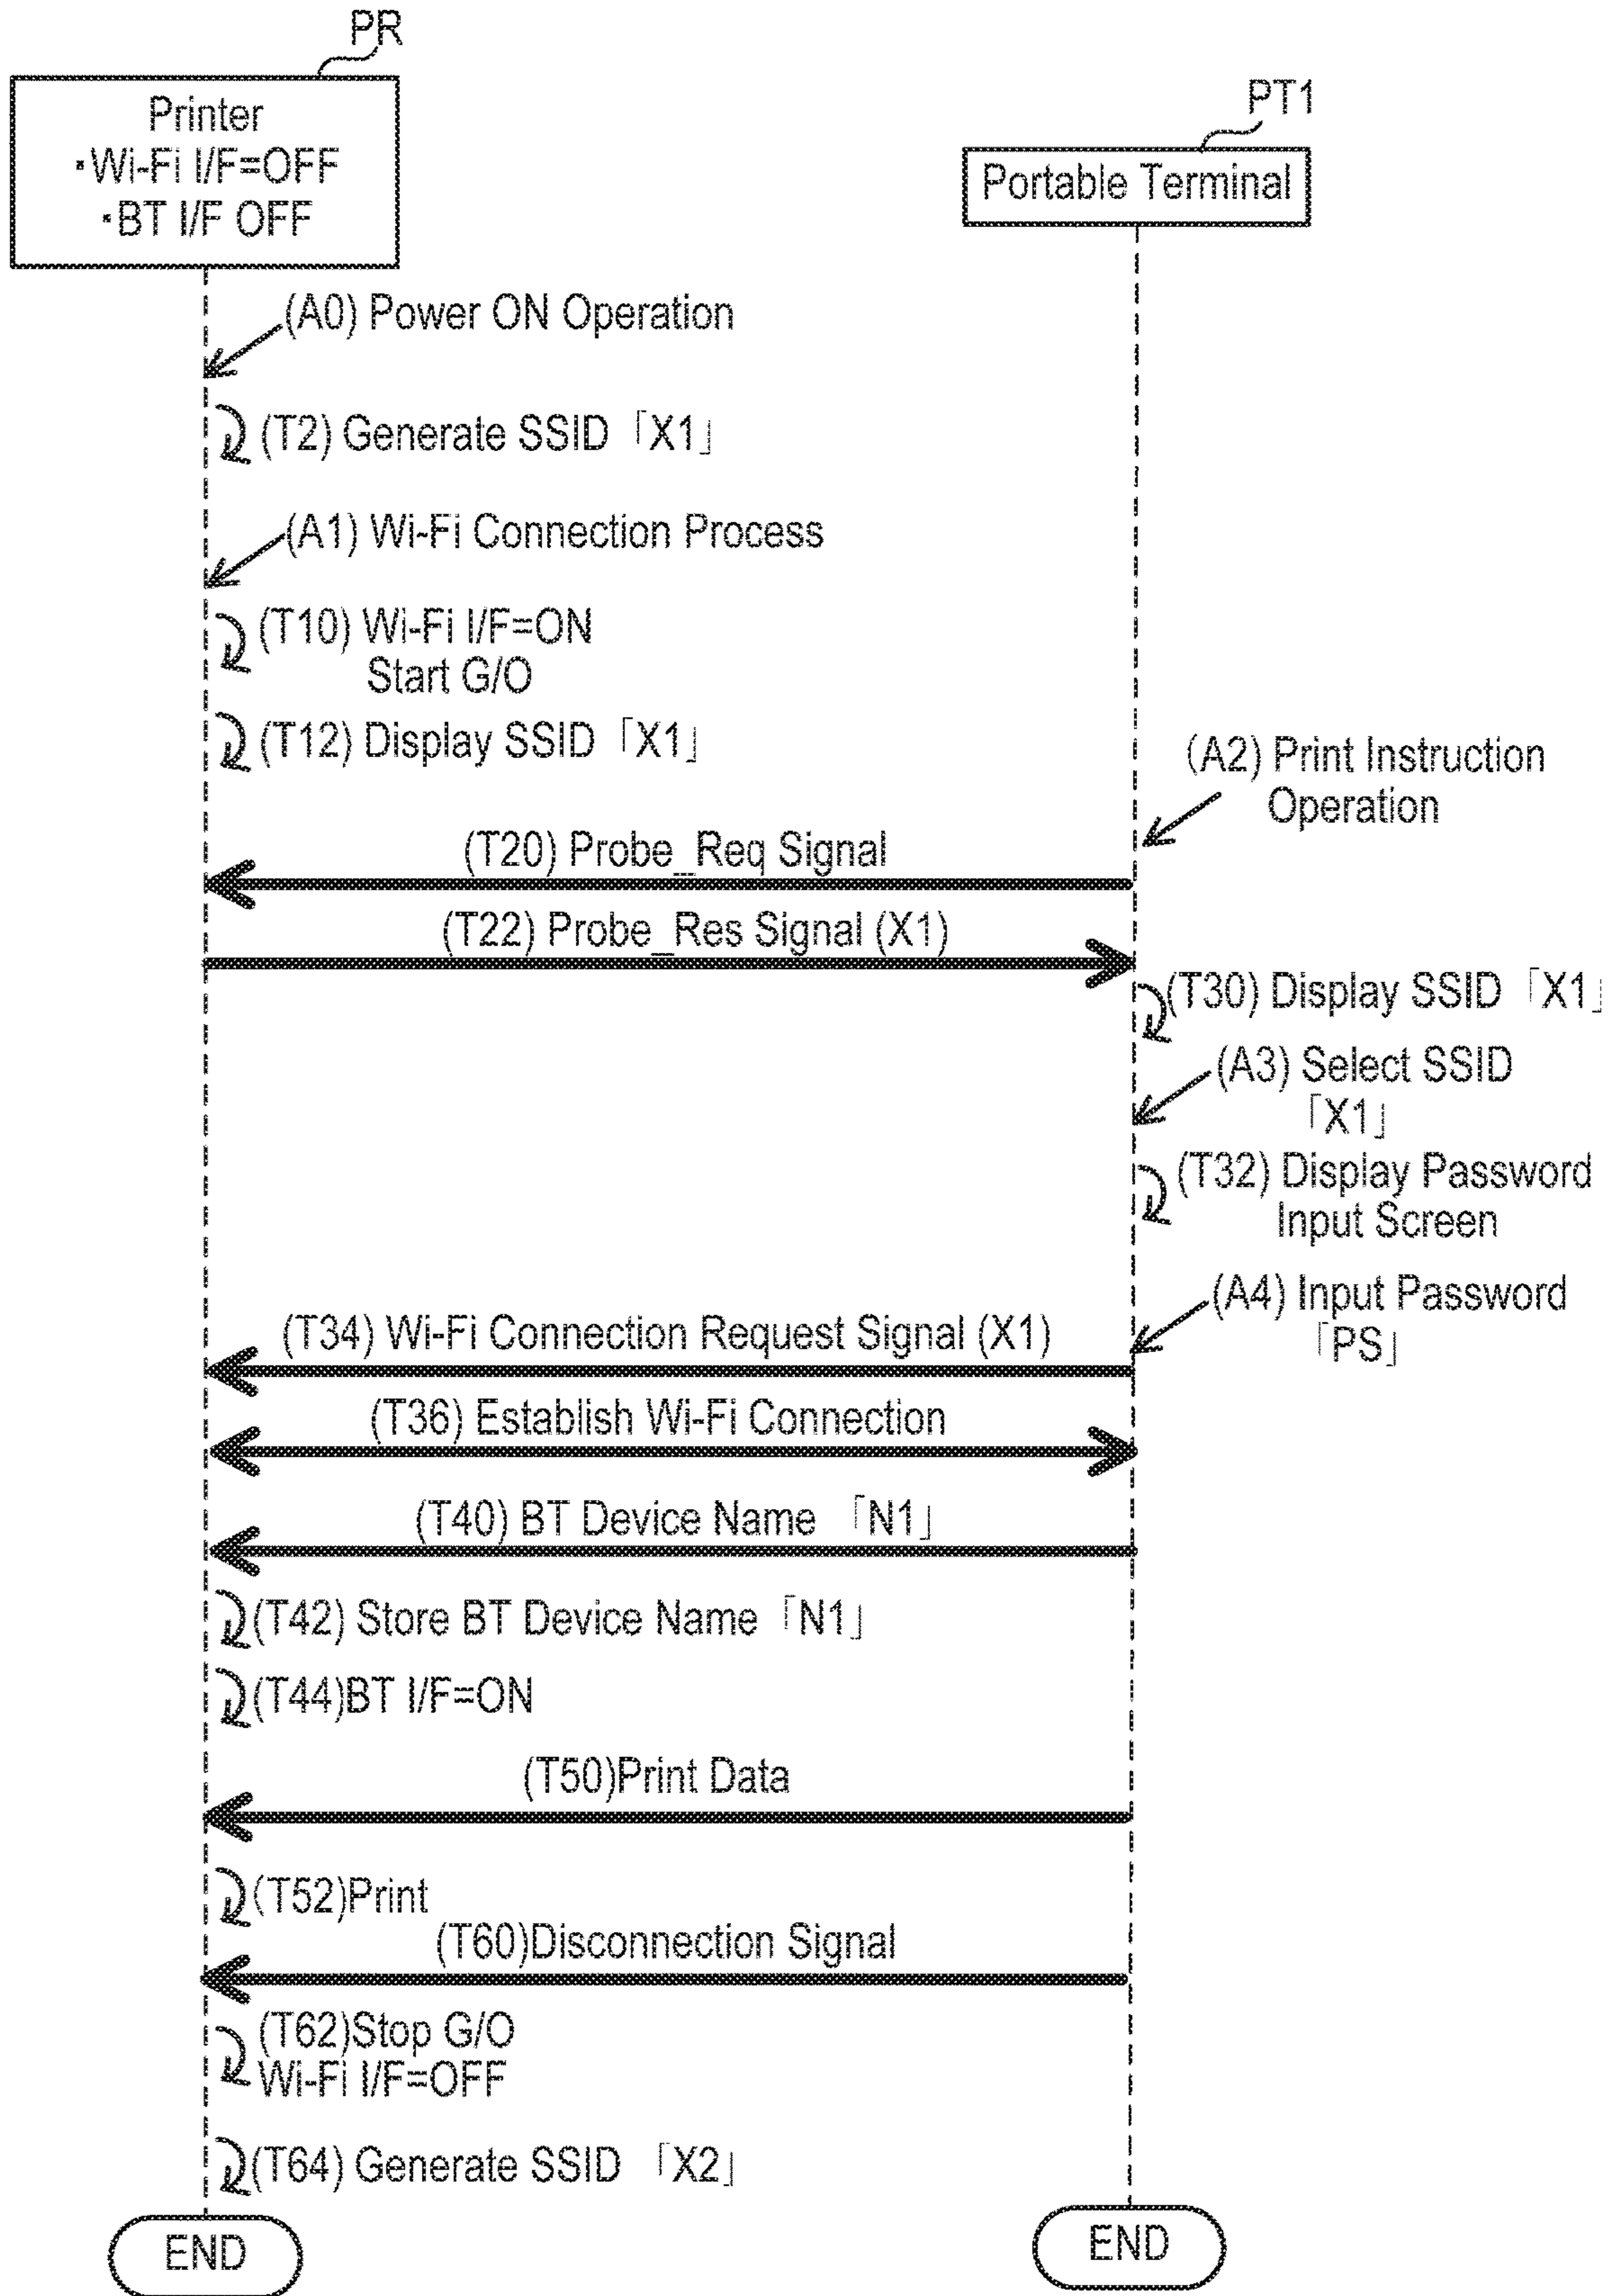 PR
Printer
・Wi-Fi I/F=OFF
・BT I/F OFF
PT1
Portable Terminal
(A0) Power ON Operation
(T2) Generate SSID「X1」
(A1) Wi-Fi Connection Process
(T10) Wi-Fi I/F=ON
Start G/O
(T12) Display SSID「X1」
(A2) Print Instruction
Operation
(T20) Probe_Req Signal
(T22) Probe_Res Signal (X1)
(T30) Display SSID「X1」
(A3) Select SSID
「X1」
(T32) Display Password
Input Screen
(A4) Input Password
「PS」
(T34) Wi-Fi Connection Request Signal (X1)
(T36) Establish Wi-Fi Connection
(T40) BT Device Name 「N1」
(T42) Store BT Device Name「N1」
(T44)BT I/F=ON
(T50)Print Data
(T52)Print
(T60)Disconnection Signal
(T62)Stop G/O
Wi-Fi I/F=OFF
(T64) Generate SSID 「X2」
END
END